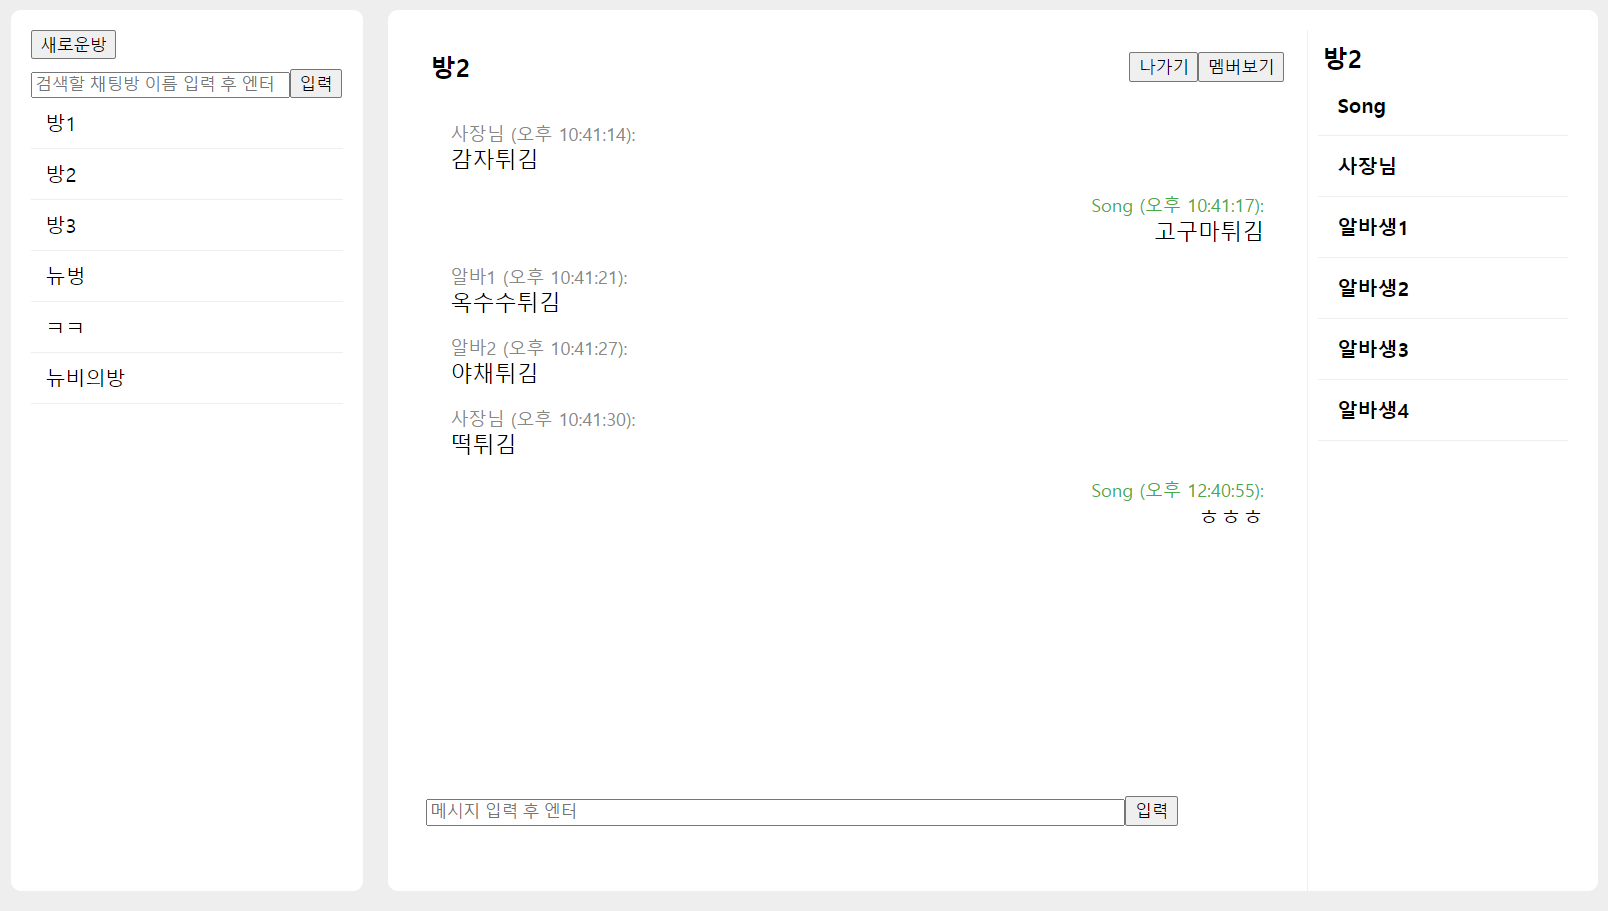 새로운방
검색할 채팅방 이름 입력 후 엔터 입력
방1
방2
방3
뉴벙
ㅋㅋ
뉴비의방
방2
나가기 멤버보기
사장님 (오후 10:41:14):
감자튀김
Song (오후 10:41:17):
고구마튀김
알바1 (오후 10:41:21):
옥수수튀김
알바2 (오후 10:41:27):
야채튀김
사장님 (오후 10:41:30):
떡튀김
Song (오후 12:40:55):
ㅎㅎㅎ
메시지 입력 후 엔터 입력
방2
Song
사장님
알바생1
알바생2
알바생3
알바생4